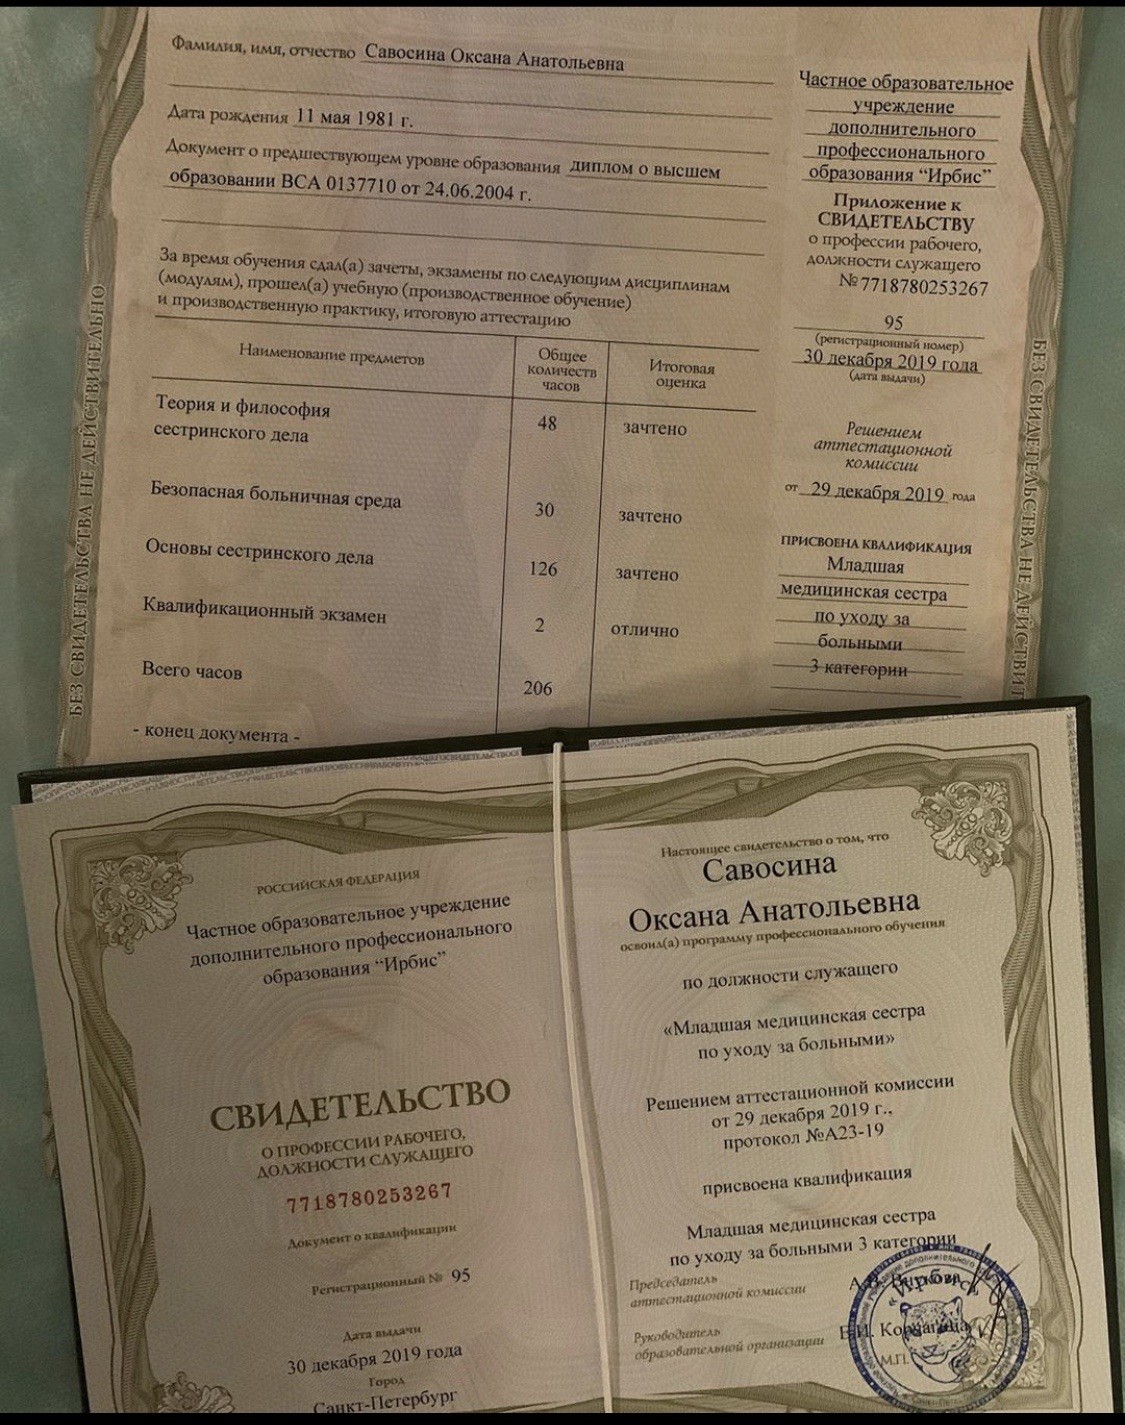 Фамилия, имя, отчество Савосина Оксана Анатольевна
Дата рождения 11 мая 1981 г.
Документ о предшествующем уровне образования диплом о высшем
образовании ВСА 0137710 от 24.06.2004 г.
За время обучения сдал(а) зачеты, экзамены по следующим дисциплинам
(модулям), прошел(а) учебную (производственное обучение)
и производственную практику, итоговую аттестацию
Наименование предметов
Общее
количеств
часов
Итоговая
оценка
Теория и философия
сестринского дела
48
зачтено
Безопасная больничная среда
30
зачтено
Основы сестринского дела
126
зачтено
Квалификационный экзамен
2
отлично
Всего часов
206
- конец документа -
Частное образовательное
учреждение
дополнительного
профессионального
образования “Ирбис”
Приложение к
СВИДЕТЕЛЬСТВУ
о профессии рабочего,
должности служащего
№ 7718780253267
95
(регистрационный номер)
30 декабря 2019 года
(дата выдачи)
Решением
аттестационной
комиссии
от 29 декабря 2019 года
ПРИСВОЕНА КВАЛИФИКАЦИЯ
Младшая
медицинская сестра
по уходу за
больными
3 категории
БЕЗ СВИДЕТЕЛЬСТВА НЕ ДЕЙСТВИТЕЛЬНО
БЕЗ СВИДЕТЕЛЬСТВА НЕ ДЕЙСТВИТ
РОССИЙСКАЯ ФЕДЕРАЦИЯ
Частное образовательное учреждение
дополнительного профессионального
образования “Ирбис”
СВИДЕТЕЛЬСТВО
О ПРОФЕССИИ РАБОЧЕГО,
ДОЛЖНОСТИ СЛУЖАЩЕГО
7718780253267
Документ о квалификации
Регистрационный № 95
Дата выдачи
30 декабря 2019 года
Город
Санкт-Петербург
Настоящее свидетельство о том, что
Савосина
Оксана Анатольевна
освоил(а) программу профессионального обучения
по должности служащего
«Младшая медицинская сестра
по уходу за больными»
Решением аттестационной комиссии
от 29 декабря 2019 г.,
протокол №А23-19
присвоена квалификация
Младшая медицинская сестра
по уходу за больными 3 категории
Председатель
аттестационной комиссии
А.В.
Руководитель
образовательной организации
Е.И.
М.П.
«Ирбис»